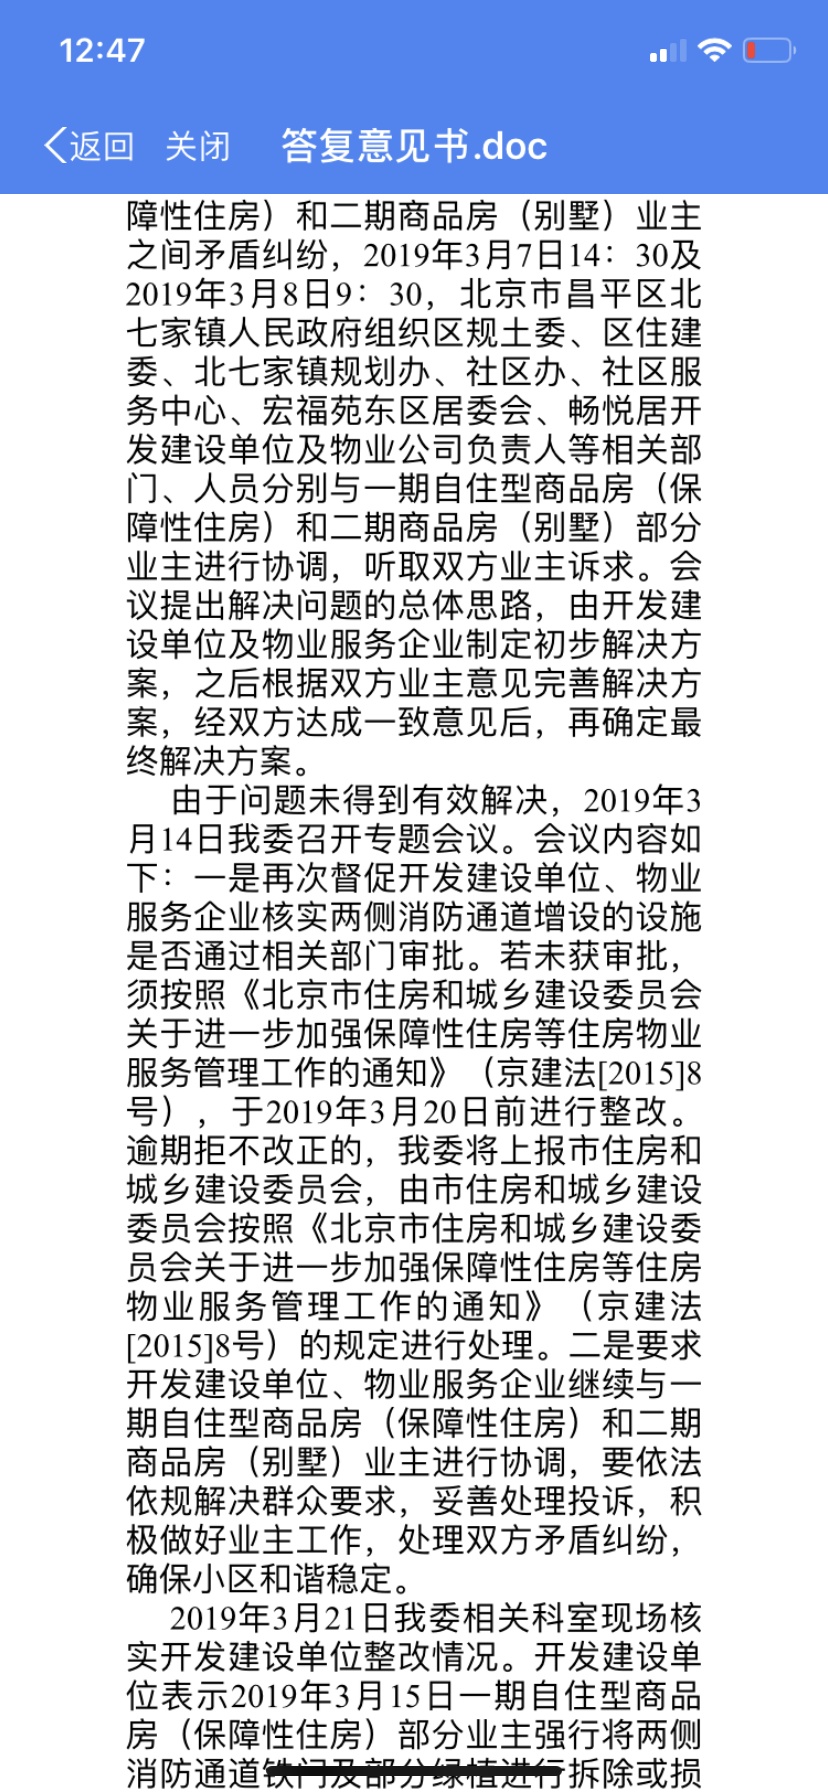 12:47
返回 关闭 答复意见书.doc
障性住房）和二期商品房（别墅）业主
之间矛盾纠纷，2019年3月7日14：30及
2019年3月8日9：30，北京市昌平区北
七家镇人民政府组织区规土委、区住建
委、北七家镇规划办、社区办、社区服
务中心、宏福苑东区居委会、畅悦居开
发建设单位及物业公司负责人等相关部
门、人员分别与一期自住型商品房（保
障性住房）和二期商品房（别墅）部分
业主进行协调，听取双方业主诉求。会
议提出解决问题的总体思路，由开发建
设单位及物业服务企业制定初步解决方
案，之后根据双方业主意见完善解决方
案，经双方达成一致意见后，再确定最
终解决方案。
由于问题未得到有效解决，2019年3
月14日我委召开专题会议。会议内容如
下：一是再次督促开发建设单位、物业
服务企业核实两侧消防通道增设的设施
是否通过相关部门审批。若未获审批，
须按照《北京市住房和城乡建设委员会
关于进一步加强保障性住房等住房物业
服务管理工作的通知》（京建法[2015]8
号），于2019年3月20日前进行整改。
逾期拒不改正的，我委将上报市住房和
城乡建设委员会，由市住房和城乡建设
委员会按照《北京市住房和城乡建设委
员会关于进一步加强保障性住房等住房
物业服务管理工作的通知》（京建法
[2015]8号）的规定进行处理。二是要求
开发建设单位、物业服务企业继续与一
期自住型商品房（保障性住房）和二期
商品房（别墅）业主进行协调，要依法
依规解决群众要求，妥善处理投诉，积
极做好业主工作，处理双方矛盾纠纷，
确保小区和谐稳定。
2019年3月21日我委相关科室现场核
实开发建设单位整改情况。开发建设单
位表示2019年3月15日一期自住型商品
房（保障性住房）部分业主强行将两侧
消防通道铁门及部分绿植进行拆除或损